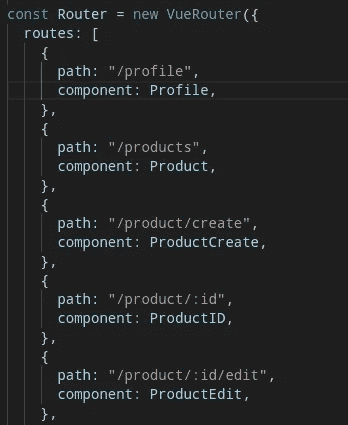 const Router = new VueRouter({
  routes: [
    {
      path: "/profile",
      component: Profile,
    },
    {
      path: "/products",
      component: Product,
    },
    {
      path: "/product/create",
      component: ProductCreate,
    },
    {
      path: "/product/:id",
      component: ProductID,
    },
    {
      path: "/product/:id/edit",
      component: ProductEdit,
    },